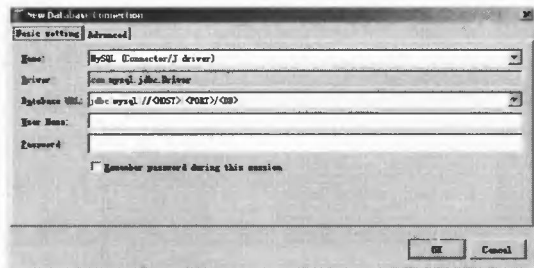 New Database Connection
Basic setting Advanced
Name: MySQL (Connector/J driver)
Driver com.mysql.jdbc.Driver
Database URL: jdbc mysql //<HOST> <PORT>/<DB>
User Name:
Password
Remember password during this session
OK Cancel